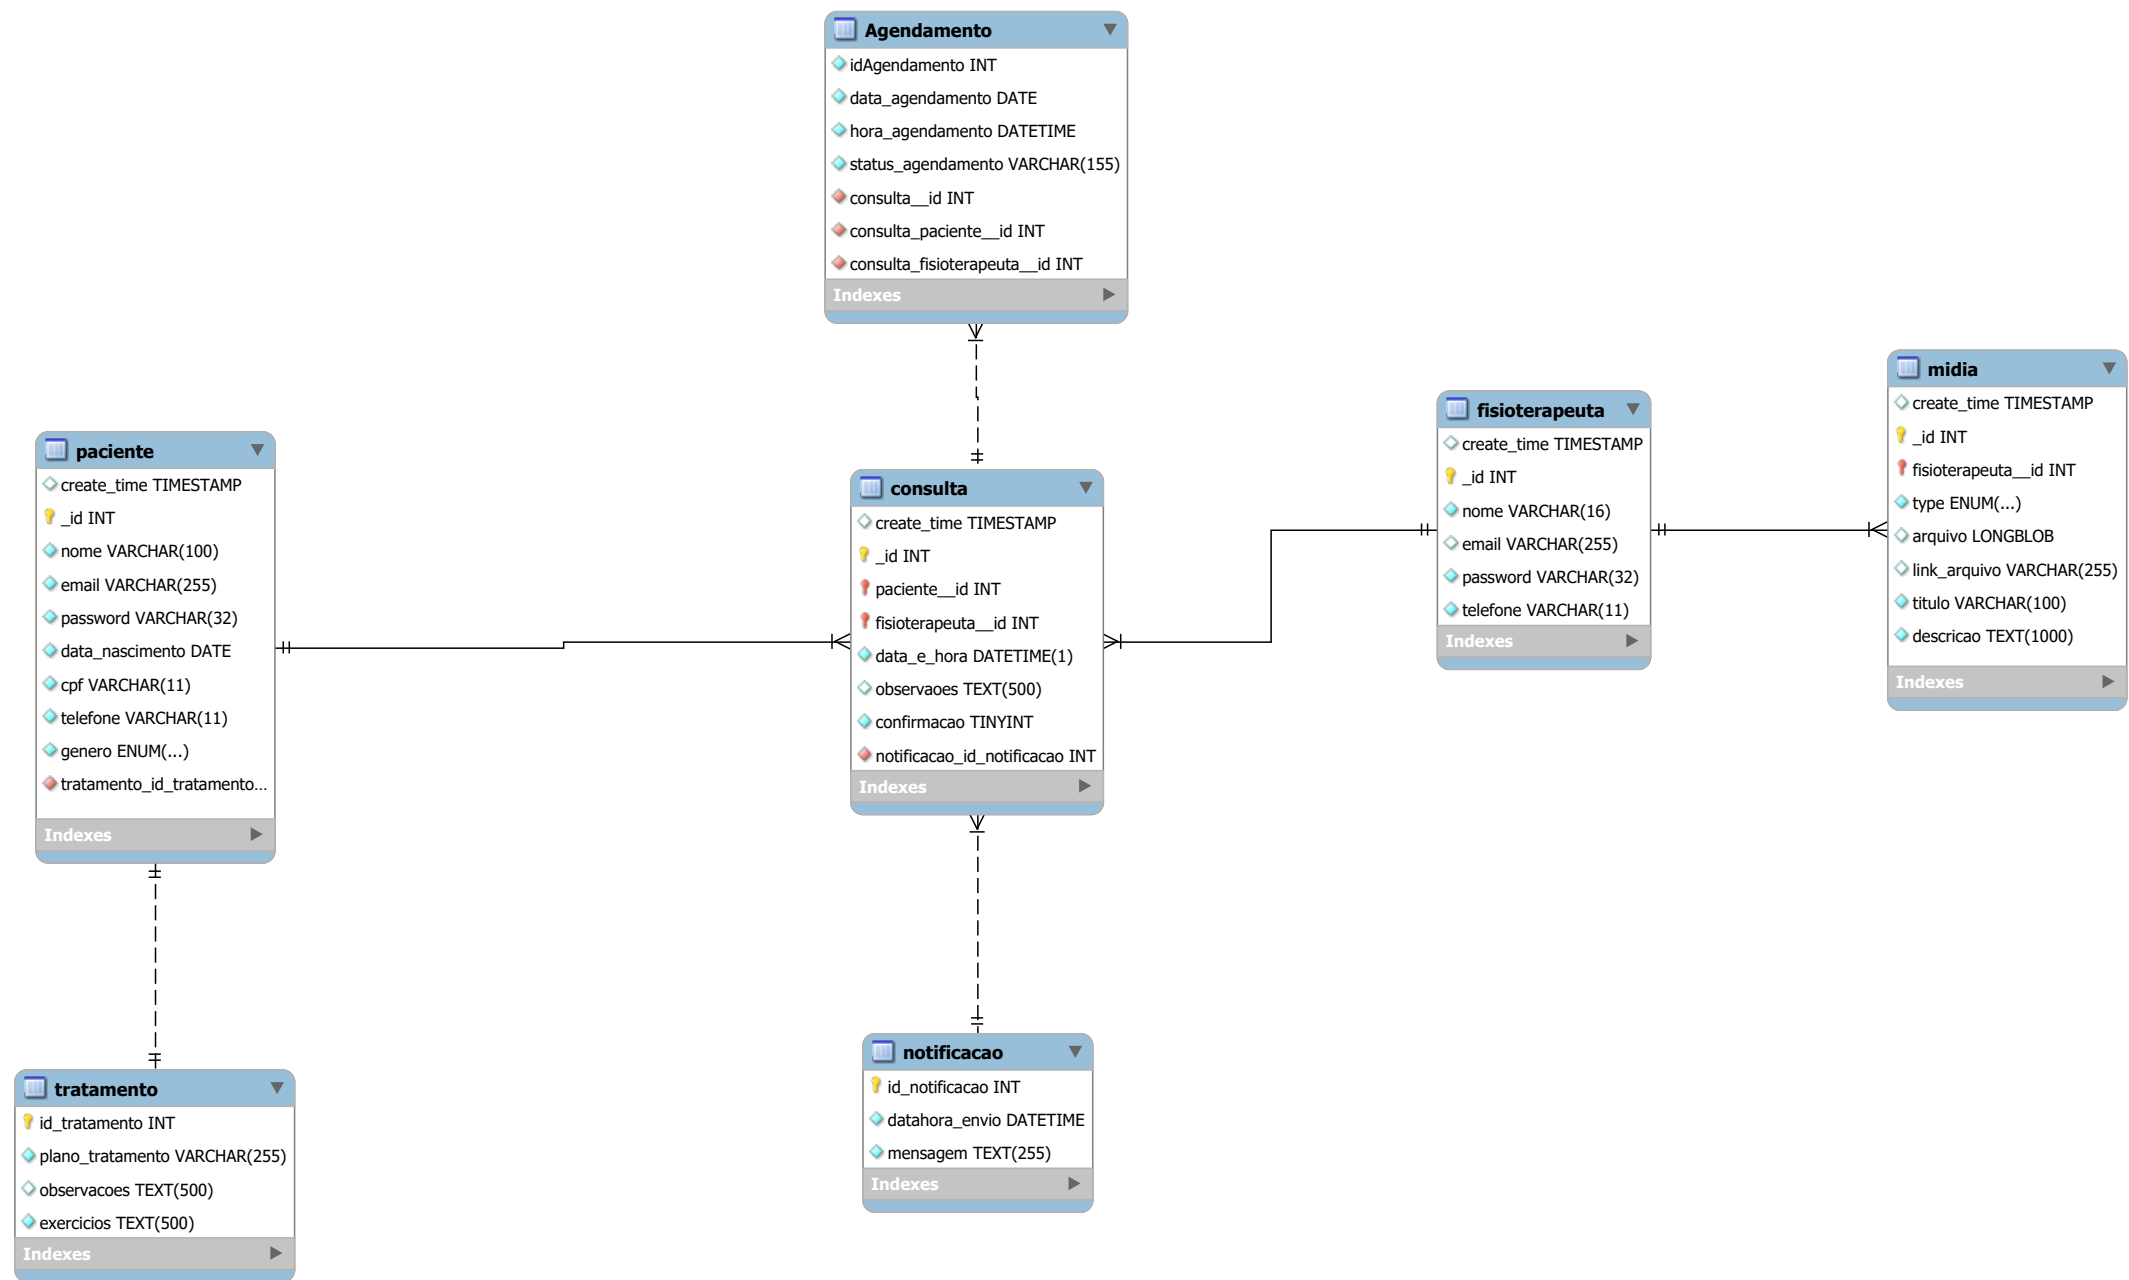 Agendamento
idAgendamento INT
data_agendamento DATE
hora_agendamento DATETIME
status_agendamento VARCHAR(155)
consulta__id INT
consulta_paciente__id INT
consulta_fisioterapeuta__id INT
Indexes
paciente
create_time TIMESTAMP
_id INT
nome VARCHAR(100)
email VARCHAR(255)
password VARCHAR(32)
data_nascimento DATE
cpf VARCHAR(11)
telefone VARCHAR(11)
genero ENUM(...)
tratamento_id_tratamento...
Indexes
consulta
create_time TIMESTAMP
_id INT
paciente__id INT
fisioterapeuta__id INT
data_e_hora DATETIME(1)
observaoes TEXT(500)
confirmacao TINYINT
notificacao_id_notificacao INT
Indexes
fisioterapeuta
create_time TIMESTAMP
_id INT
nome VARCHAR(16)
email VARCHAR(255)
password VARCHAR(32)
telefone VARCHAR(11)
Indexes
midia
create_time TIMESTAMP
_id INT
fisioterapeuta__id INT
type ENUM(...)
arquivo LONGBLOB
link_arquivo VARCHAR(255)
titulo VARCHAR(100)
descricao TEXT(1000)
Indexes
tratamento
id_tratamento INT
plano_tratamento VARCHAR(255)
observacoes TEXT(500)
exercicios TEXT(500)
Indexes
notificacao
id_notificacao INT
datahora_envio DATETIME
mensagem TEXT(255)
Indexes